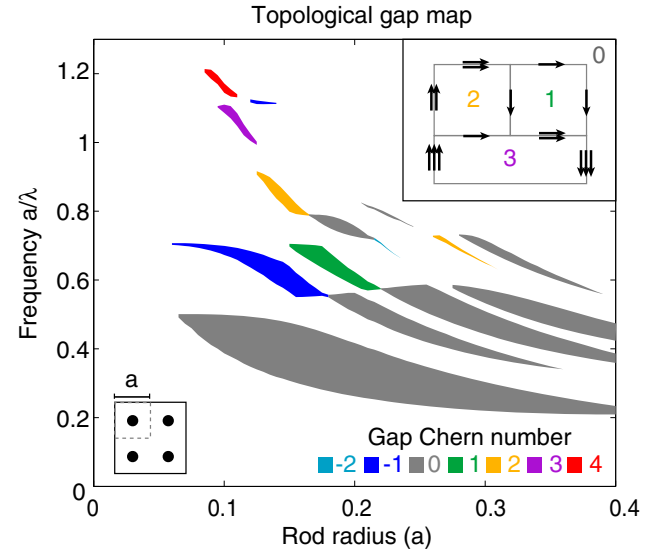 Topological gap map
Frequency a/λ
1.2
1
0.8
0.6
0.4
0.2
0
0
2
1
3
a
Gap Chern number
-2 -1 0 1 2 3 4
0 0.1 0.2 0.3 0.4
Rod radius (a)